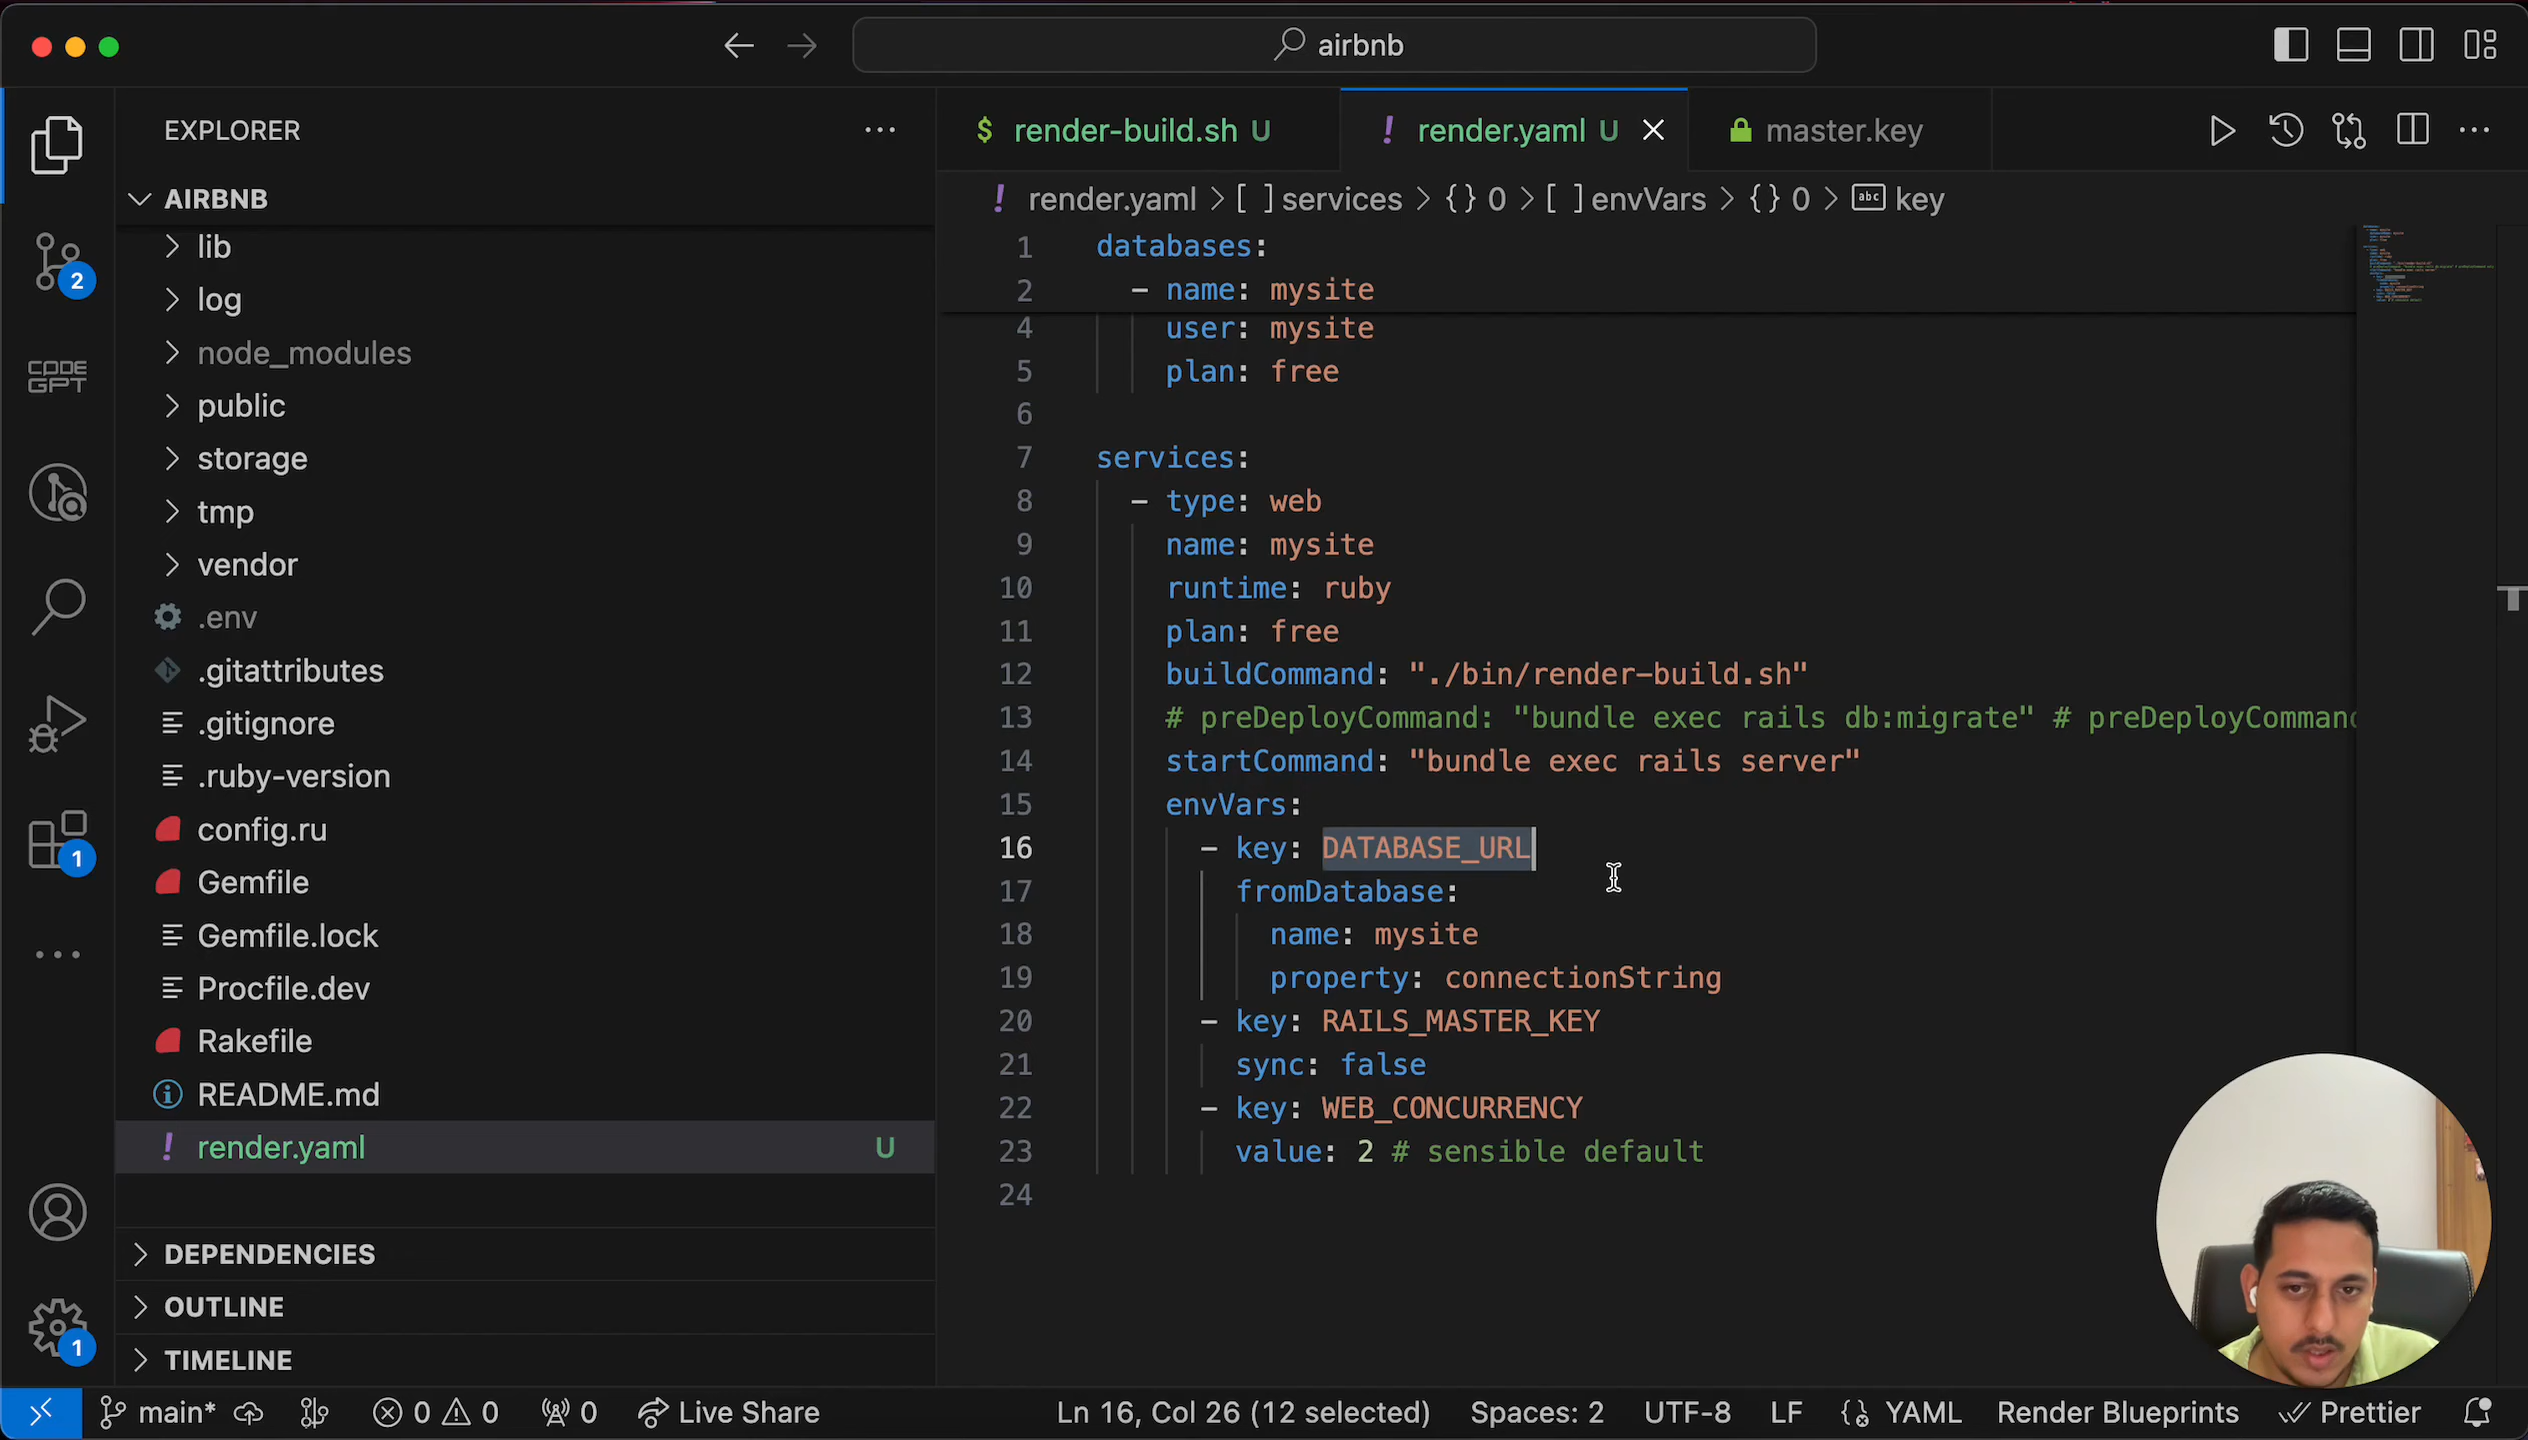 airbnb
EXPLORER
AIRBNB
lib
log
node_modules
public
storage
tmp
vendor
.env
.gitattributes
.gitignore
.ruby-version
config.ru
Gemfile
Gemfile.lock
Procfile.dev
Rakefile
README.md
render.yaml U
DEPENDENCIES
OUTLINE
TIMELINE
2
CODE
GPT
1
1
$ render-build.sh U
! render.yaml U
master.key
! render.yaml > [ ] services > {} 0 > [ ] envVars > {} 0 > abc key
1 databases:
2 - name: mysite
4 user: mysite
5 plan: free
6
7 services:
8 - type: web
9 name: mysite
10 runtime: ruby
11 plan: free
12 buildCommand: "./bin/render-build.sh"
13 # preDeployCommand: "bundle exec rails db:migrate" # preDeployCommand
14 startCommand: "bundle exec rails server"
15 envVars:
16 - key: DATABASE_URL
17 fromDatabase:
18 name: mysite
19 property: connectionString
20 - key: RAILS_MASTER_KEY
21 sync: false
22 - key: WEB_CONCURRENCY
23 value: 2 # sensible default
24
main* 0 0 0 Live Share Ln 16, Col 26 (12 selected) Spaces: 2 UTF-8 LF YAML Render Blueprints Prettier